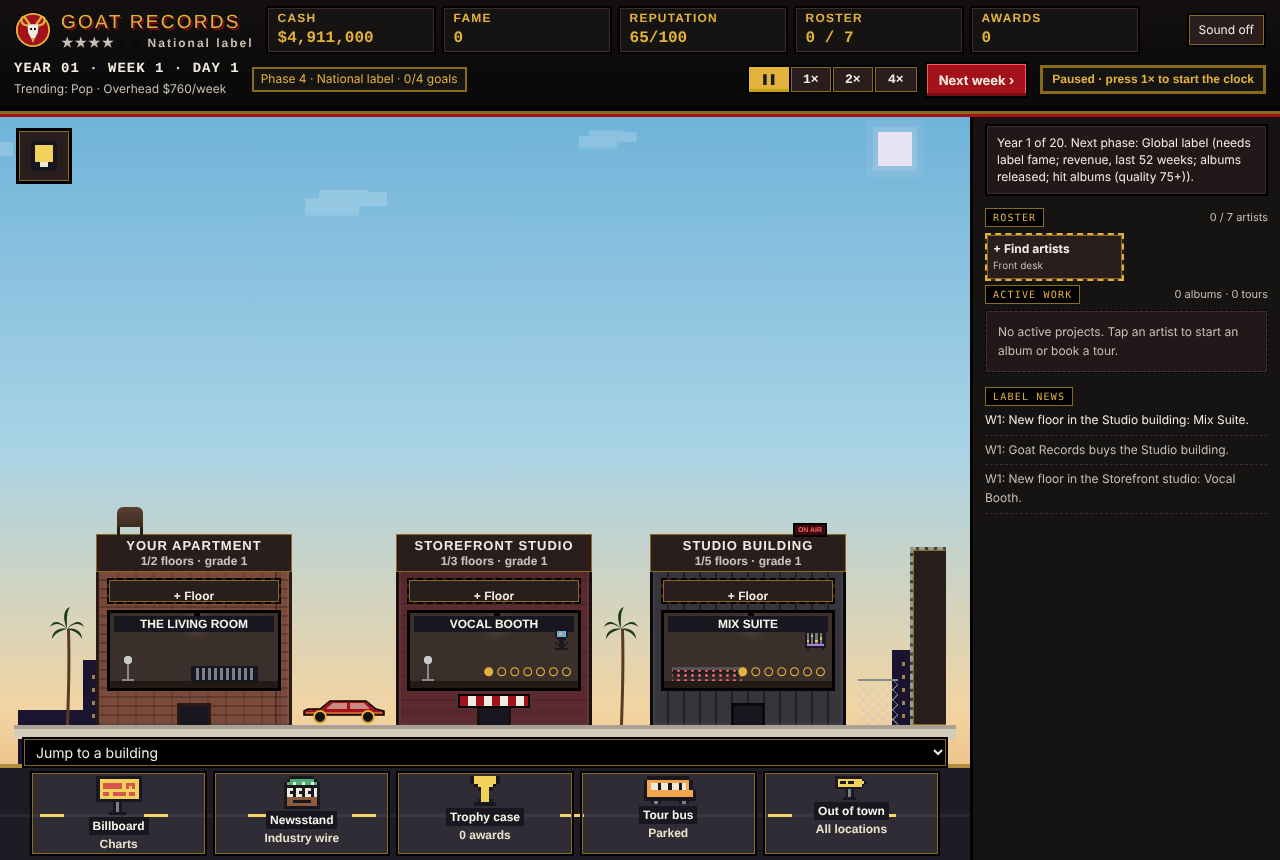 GOAT RECORDS
★★★★★★ National label
CASH
$4,911,000
FAME
0
REPUTATION
65/100
ROSTER
0 / 7
AWARDS
0
Sound off
YEAR 01 · WEEK 1 · DAY 1
Trending: Pop · Overhead $760/week
Phase 4 · National label · 0/4 goals
1×
2×
4×
Next week ›
Paused · press 1× to start the clock
Year 1 of 20. Next phase: Global label (needs
label fame; revenue, last 52 weeks; albums
released; hit albums (quality 75+)).
ROSTER
0 / 7 artists
+ Find artists
Front desk
ACTIVE WORK
0 albums · 0 tours
No active projects. Tap an artist to start an
album or book a tour.
LABEL NEWS
W1: New floor in the Studio building: Mix Suite.
W1: Goat Records buys the Studio building.
W1: New floor in the Storefront studio: Vocal
Booth.
YOUR APARTMENT
1/2 floors · grade 1
+ Floor
THE LIVING ROOM
STOREFRONT STUDIO
1/3 floors · grade 1
+ Floor
VOCAL BOOTH
ON AIR
STUDIO BUILDING
1/5 floors · grade 1
+ Floor
MIX SUITE
Jump to a building
Billboard
Charts
Newsstand
Industry wire
Trophy case
0 awards
Tour bus
Parked
Out of town
All locations